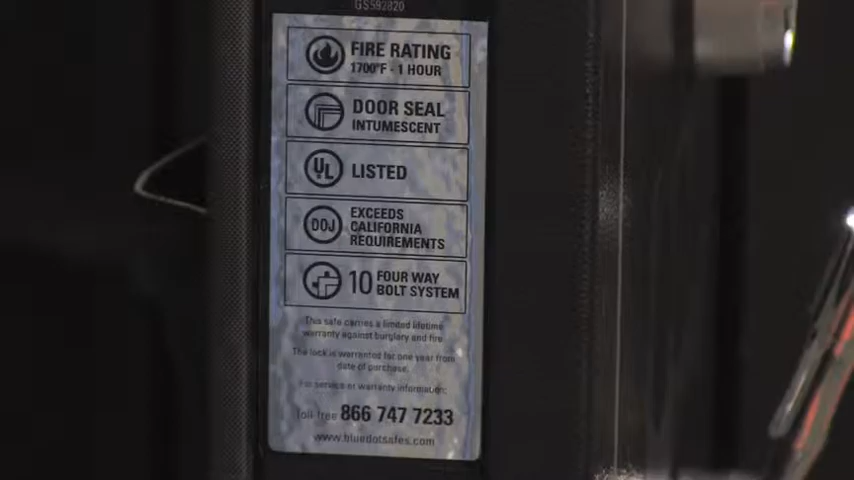 GS592820
FIRE RATING
1700°F - 1 HOUR
DOOR SEAL
INTUMESCENT
UL LISTED
DOJ
EXCEEDS
CALIFORNIA
REQUIREMENTS
10 FOUR WAY
BOLT SYSTEM
This safe carries a limited lifetime
warranty against burglary and fire
The lock is warranted for one year from
date of purchase.
For service or warranty information:
Toll free 866 747 7233
www.bluedotsafes.com